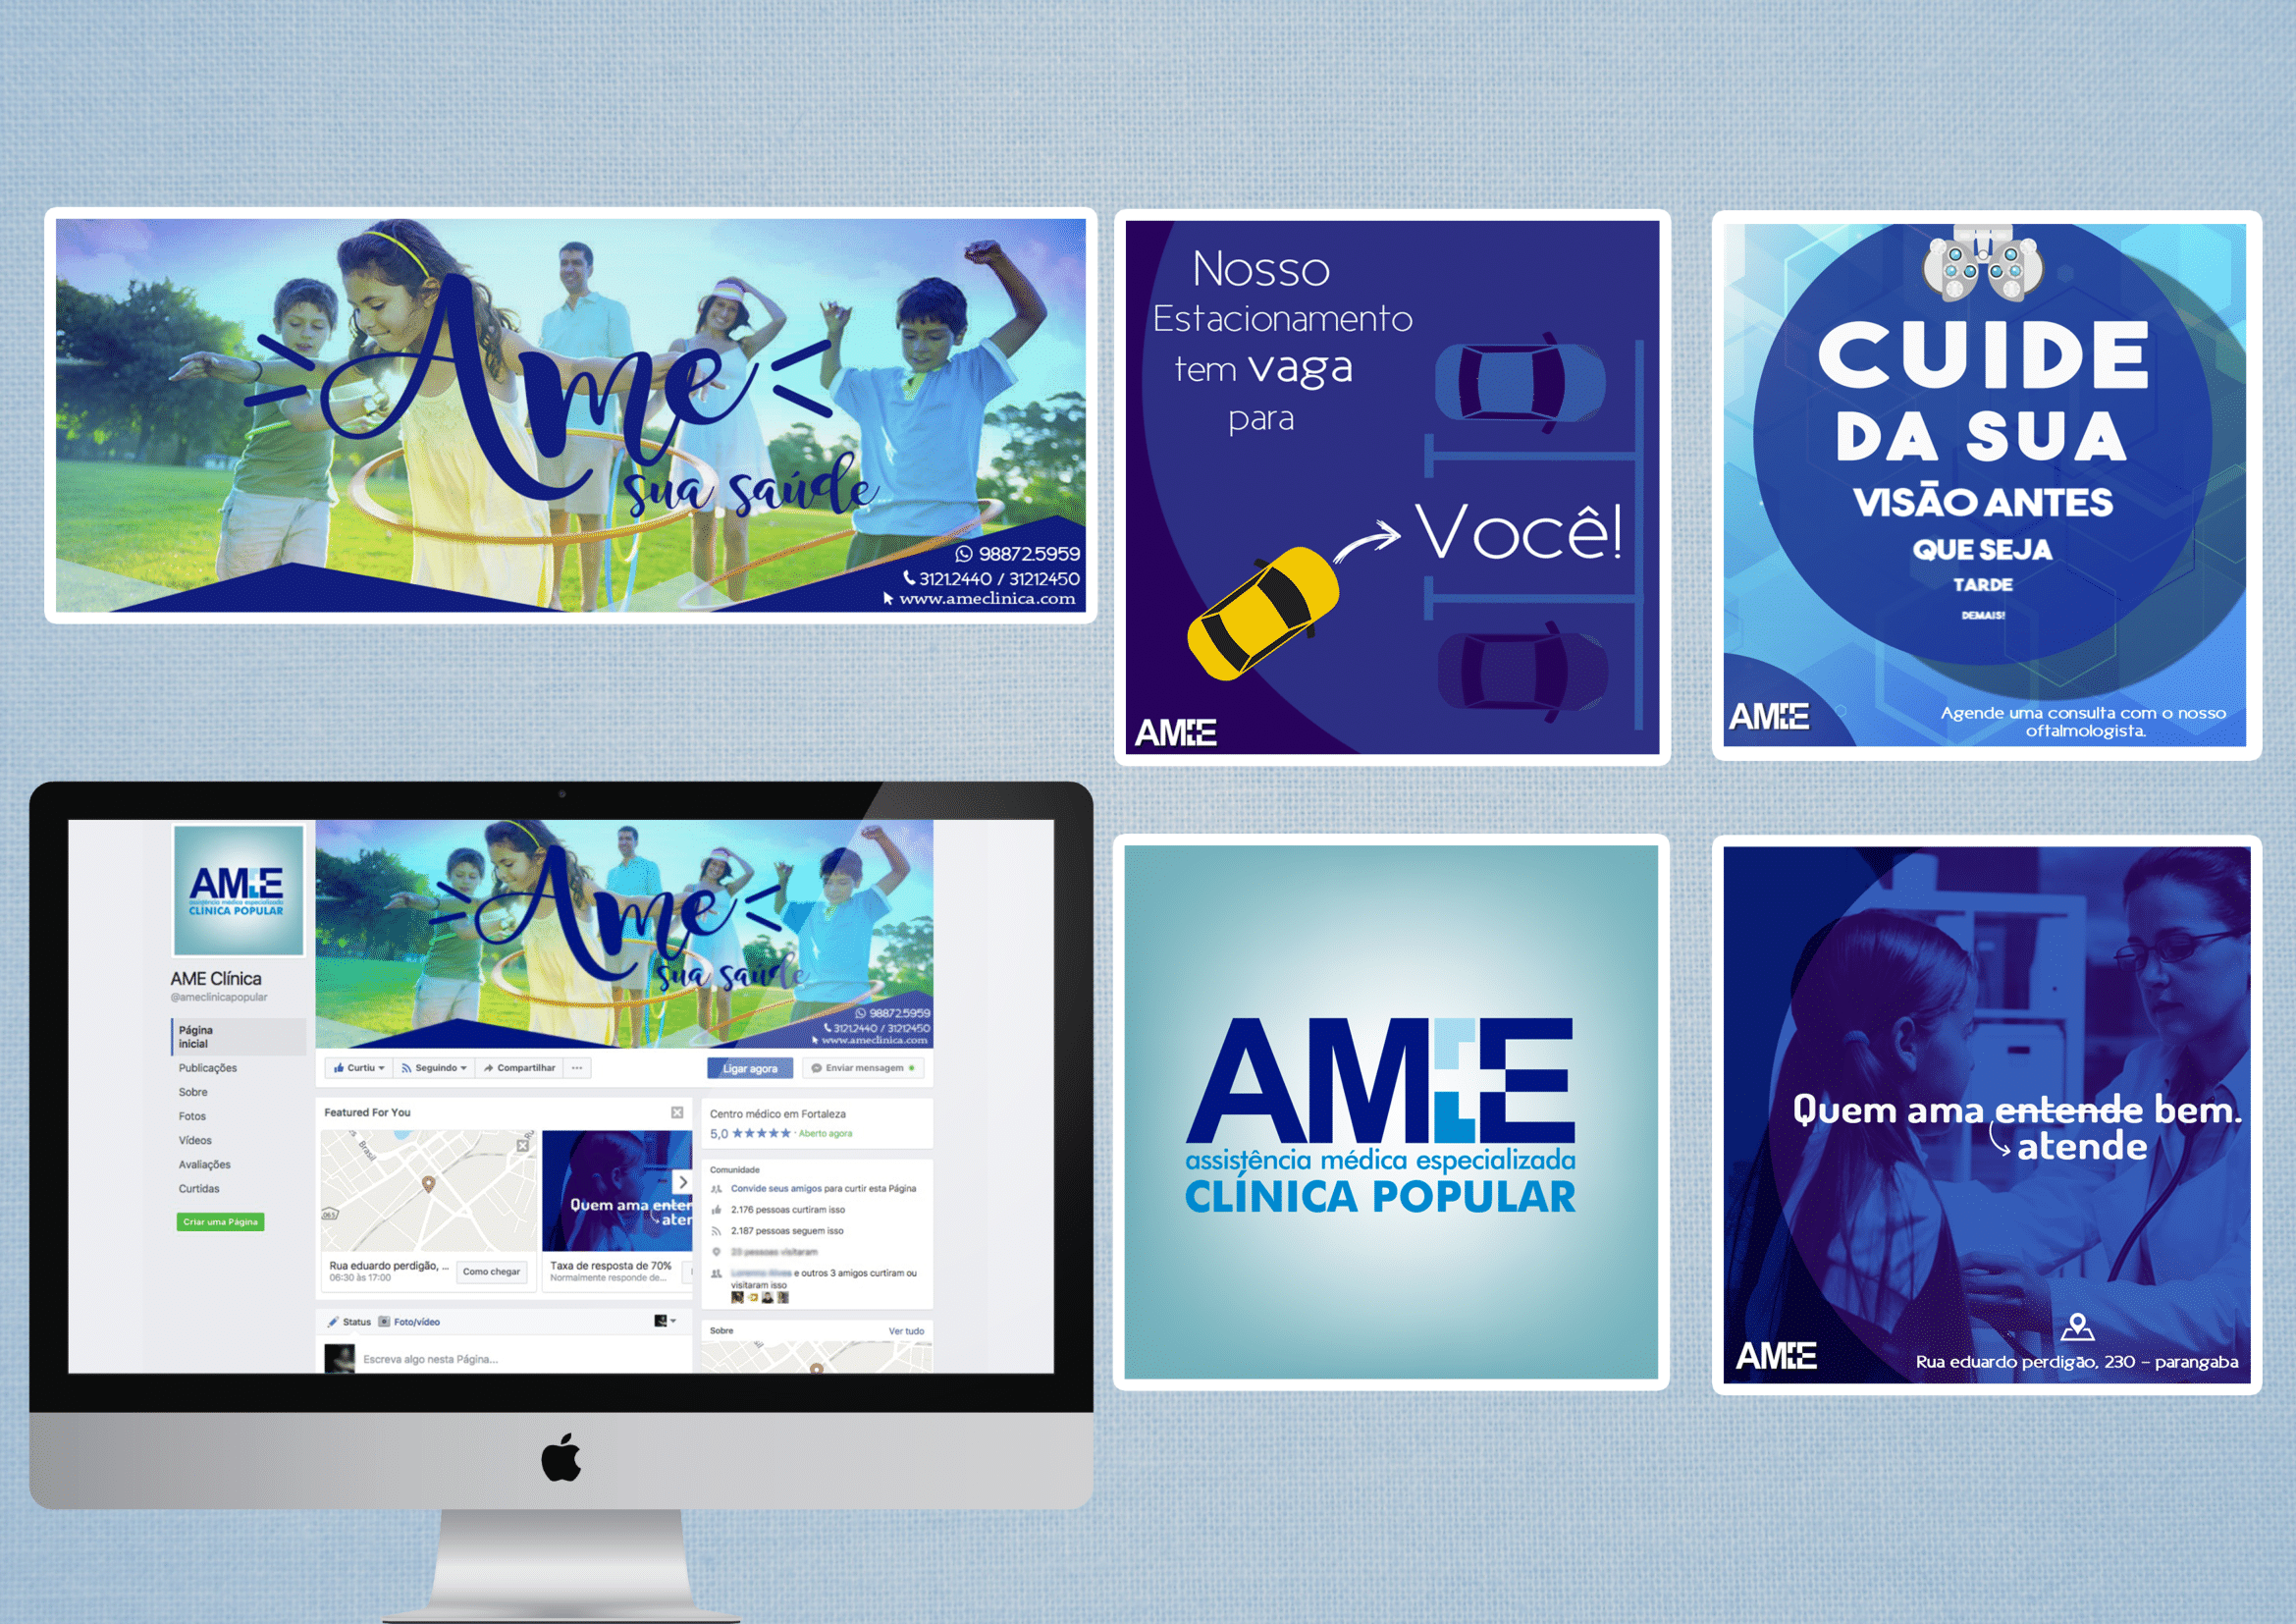 Ame
sua saúde
98872.5959
3121.2440 / 31212450
www.ameclinica.com
Nosso
Estacionamento
tem vaga
para
Você!
AME
CUIDE
DA SUA
VISÃO ANTES
QUE SEJA
TARDE
DEMAIS!
AME
Agende uma consulta com o nosso
oftalmologista.
AME
assistência médica especializada
CLÍNICA POPULAR
AME Clínica
@ameclinicapopular
Página
inicial
Publicações
Sobre
Fotos
Vídeos
Avaliações
Curtidas
Criar uma Página
Ame
sua saúde
98872.5959
3121.2440 / 31212450
www.ameclinica.com
Curtiu
Seguindo
Compartilhar
Ligar agora
Enviar mensagem
Featured For You
Brasil
065
Rua eduardo perdigão, ...
06:30 às 17:00
Como chegar
Quem ama enter
ater
Taxa de resposta de 70%
Normalmente responde de...
Status
Foto/vídeo
Escreva algo nesta Página...
Centro médico em Fortaleza
5,0 ★★★★★ · Aberto agora
Comunidade
Convide seus amigos para curtir esta Página
2.176 pessoas curtiram isso
2.187 pessoas seguem isso
pessoas visitaram
e outros 3 amigos curtiram ou
visitaram isso
Sobre
Ver tudo
AME
assistência médica especializada
CLÍNICA POPULAR
Quem ama entende bem.
atende
AME
Rua eduardo perdigão, 230 - parangaba